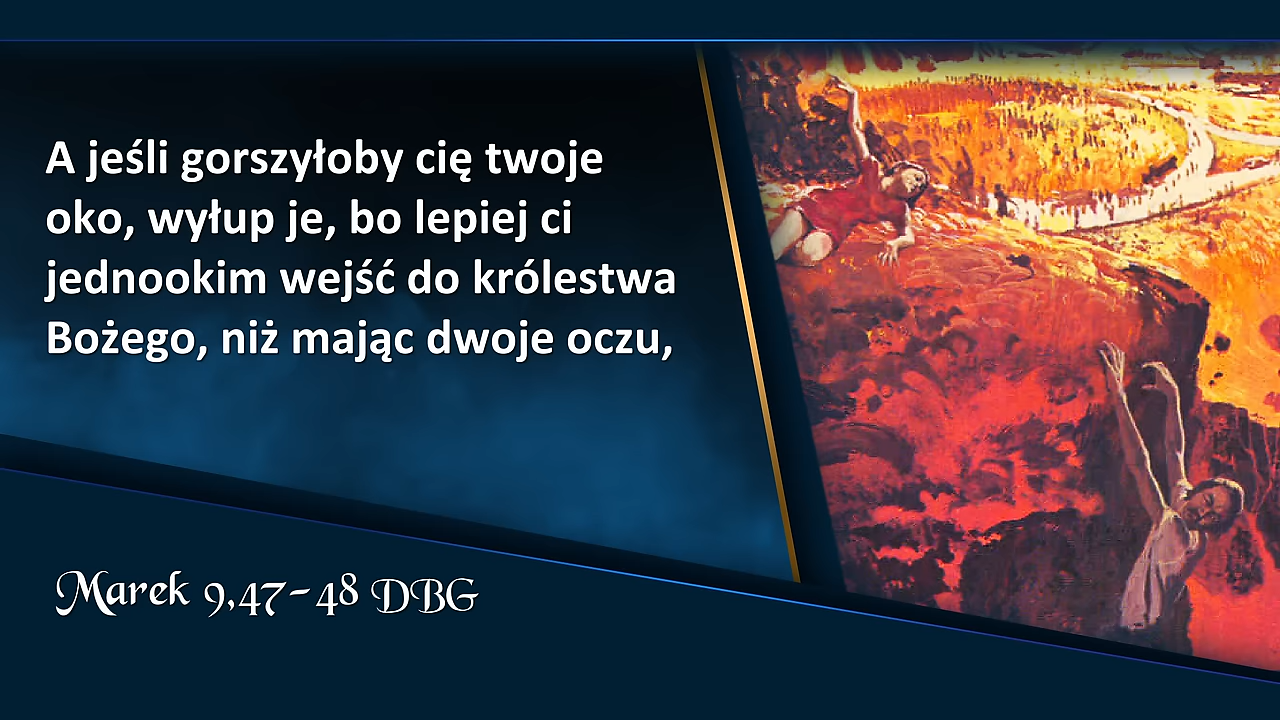 A jeśli gorszyłoby cię twoje
oko, wyłup je, bo lepiej ci
jednookim wejść do królestwa
Bożego, niż mając dwoje oczu,
Marek 9,47-48 DBG